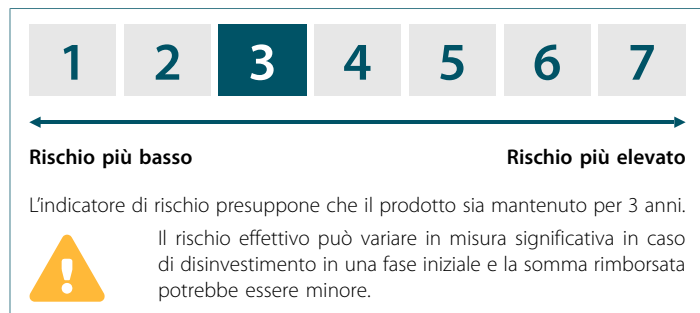 1 2 3 4 5 6 7
Rischio più basso Rischio più elevato
L'indicatore di rischio presuppone che il prodotto sia mantenuto per 3 anni.
Il rischio effettivo può variare in misura significativa in caso
di disinvestimento in una fase iniziale e la somma rimborsata
potrebbe essere minore.